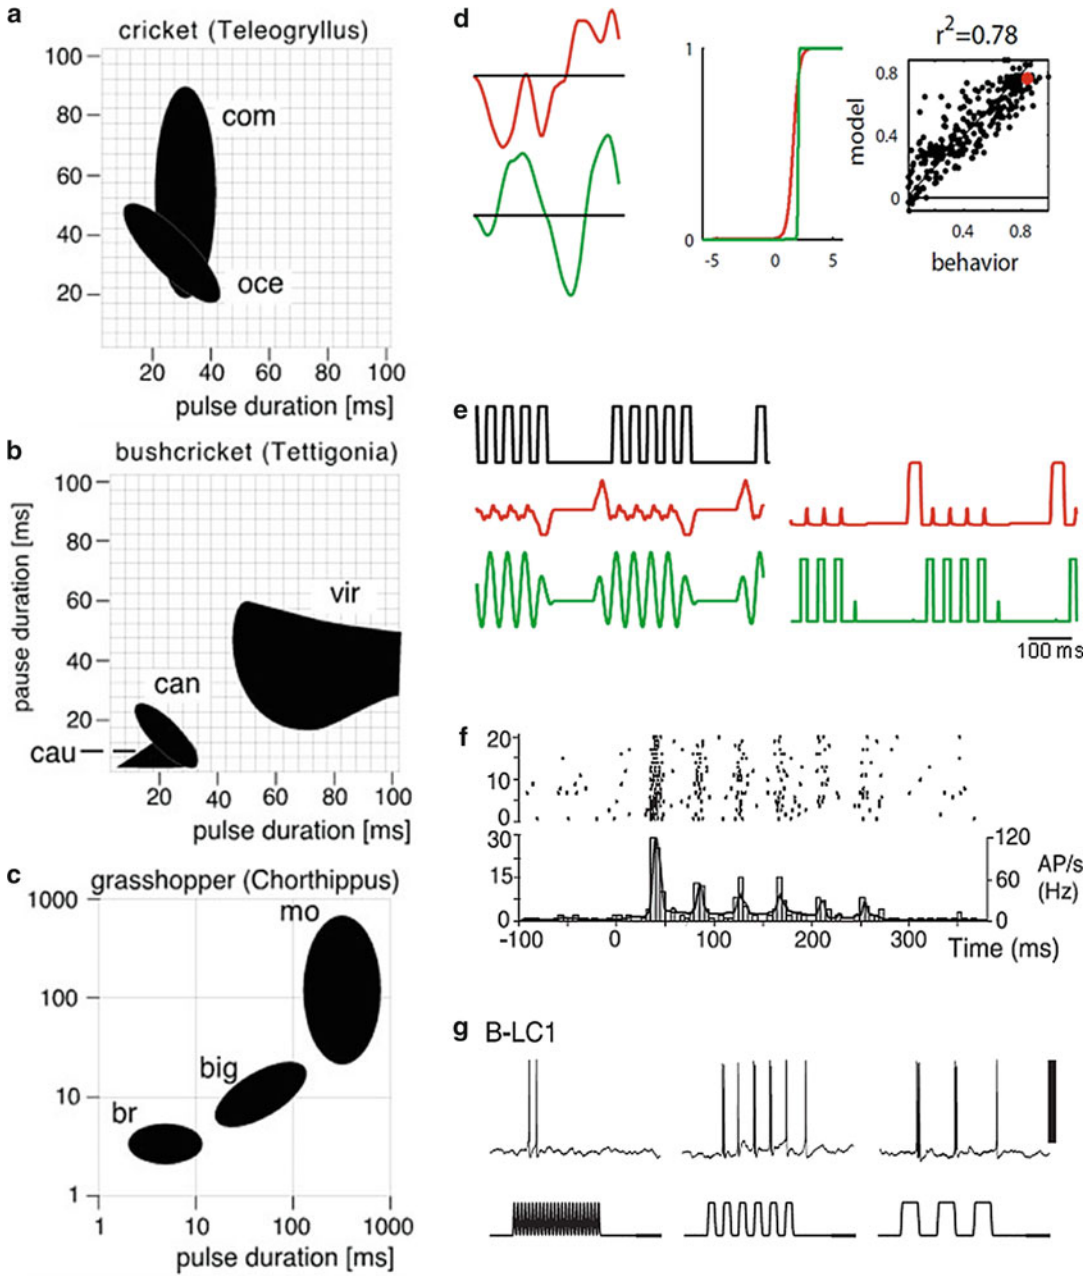 a
cricket (Teleogryllus)
100
80
60
40
20
com
oce
20 40 60 80 100
pulse duration [ms]
b
bushcricket (Tettigonia)
100
80
60
40
20
pause duration [ms]
vir
can
cau
20 40 60 80 100
pulse duration [ms]
c
grasshopper (Chorthippus)
1000
100
10
1
mo
big
br
1 10 100 1000
pulse duration [ms]
d
1
0
-5 0 5
r²=0.78
0.8
0.4
0
model
0.4 0.8
behavior
e
100 ms
f
20
10
0
30
15
0
120
60
0
AP/s
(Hz)
-100 0 100 200 300
Time (ms)
g B-LC1